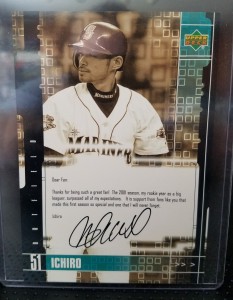 UPPER DECK
MARINERS
Dear Fan:
Thanks for being such a great fan! The 2001 season, my rookie year as a big
leaguer, surpassed all of my expectations. It is support from fans like you that
made this first season so special and one that I will never forget.
Ichiro
51
ICHIRO
>>>